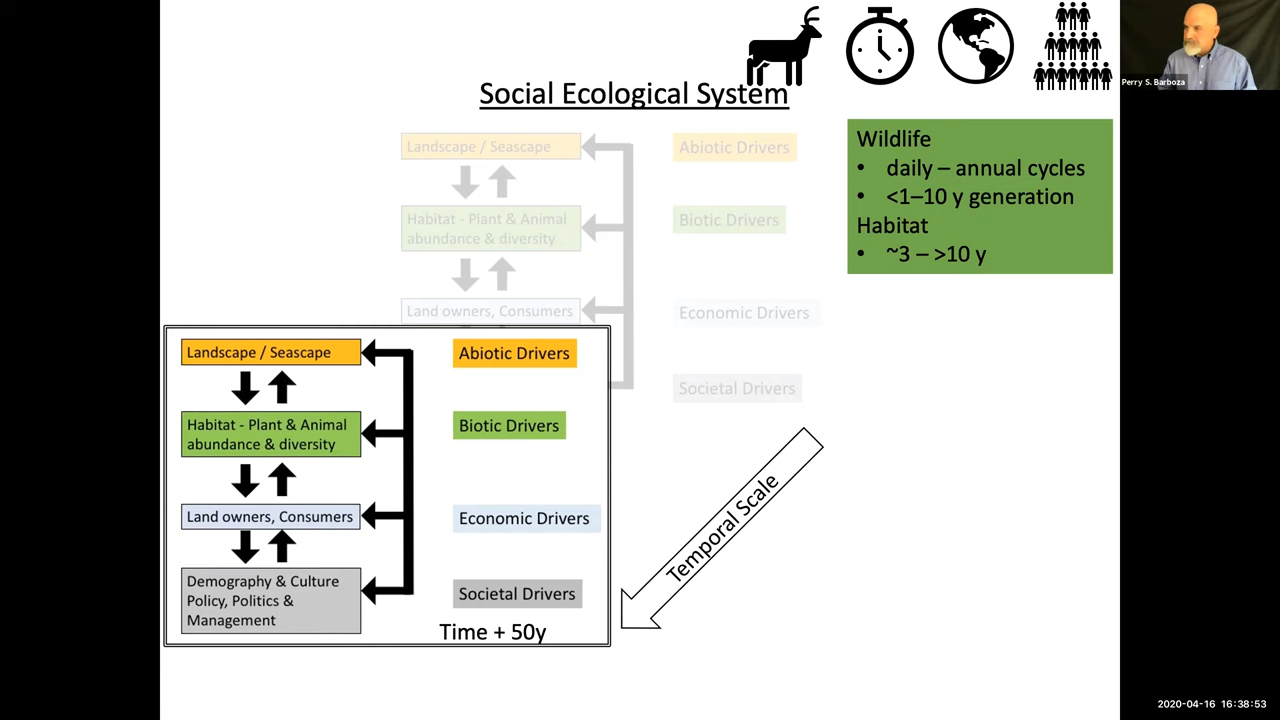 Perry S. Barboza
Social Ecological System
Landscape / Seascape
Abiotic Drivers
Habitat - Plant & Animal
abundance & diversity
Biotic Drivers
Land owners, Consumers
Economic Drivers
Societal Drivers
Wildlife
• daily – annual cycles
• <1–10 y generation
Habitat
• ~3 – >10 y
Landscape / Seascape
Abiotic Drivers
Habitat - Plant & Animal
abundance & diversity
Biotic Drivers
Land owners, Consumers
Economic Drivers
Demography & Culture
Policy, Politics &
Management
Societal Drivers
Time + 50y
Temporal Scale
2020-04-16 16:38:53